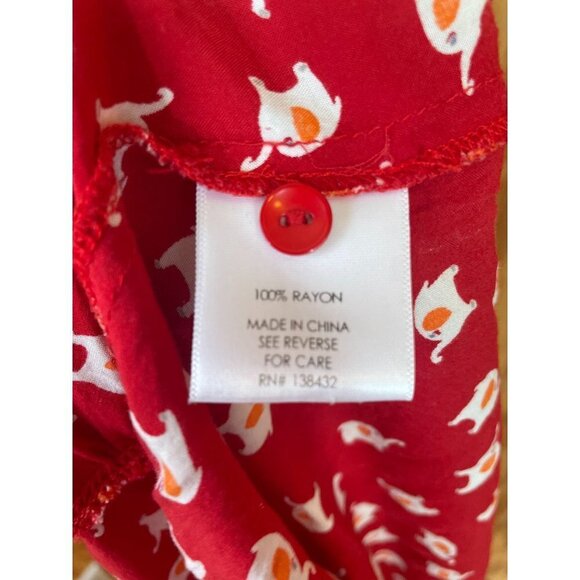 100% RAYON
MADE IN CHINA
SEE REVERSE
FOR CARE
RN# 138432